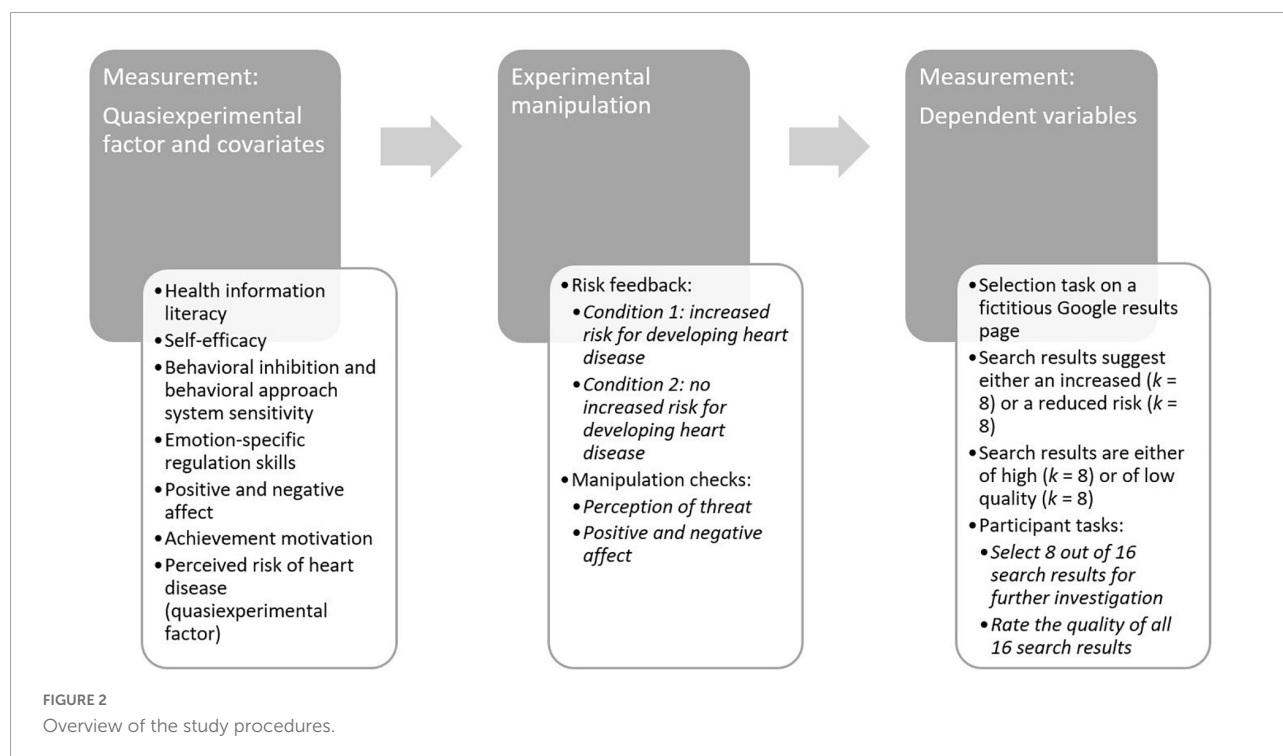 Measurement:
Quasiexperimental
factor and covariates
•Health information
literacy
•Self-efficacy
•Behavioral inhibition and
behavioral approach
system sensitivity
•Emotion-specific
regulation skills
•Positive and negative
affect
•Achievement motivation
•Perceived risk of heart
disease
(quasiexperimental
factor)
Experimental
manipulation
•Risk feedback:
•Condition 1: increased
risk for developing heart
disease
•Condition 2: no
increased risk for
developing heart
disease
•Manipulation checks:
•Perception of threat
•Positive and negative
affect
Measurement:
Dependent variables
•Selection task on a
fictitious Google results
page
•Search results suggest
either an increased (k =
8) or a reduced risk (k =
8)
•Search results are either
of high (k = 8) or of low
quality (k = 8)
•Participant tasks:
•Select 8 out of 16
search results for
further investigation
•Rate the quality of all
16 search results
FIGURE 2
Overview of the study procedures.